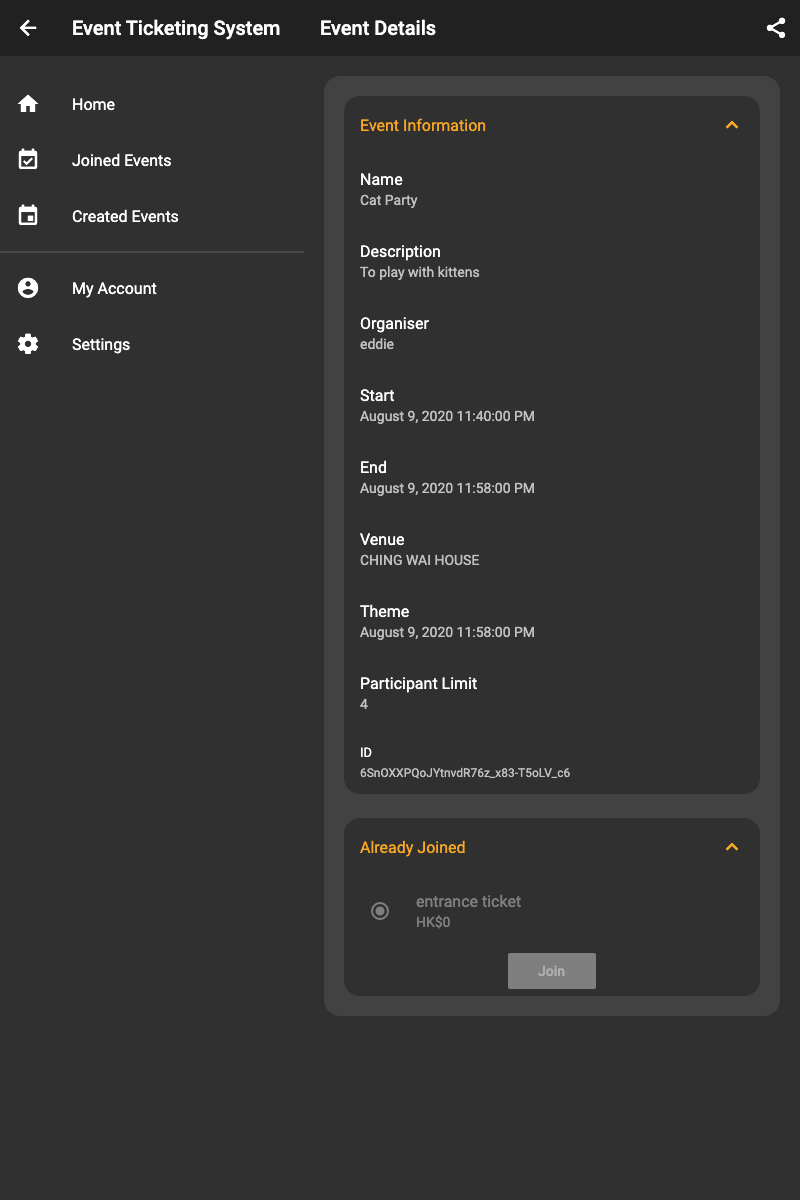 Event Ticketing System
Event Details
Home
Joined Events
Created Events
My Account
Settings
Event Information
Name
Cat Party
Description
To play with kittens
Organiser
eddie
Start
August 9, 2020 11:40:00 PM
End
August 9, 2020 11:58:00 PM
Venue
CHING WAI HOUSE
Theme
August 9, 2020 11:58:00 PM
Participant Limit
4
ID
6SnOXXPQoJYtnvdR76z_x83-T5oLV_c6
Already Joined
entrance ticket
HK$0
Join